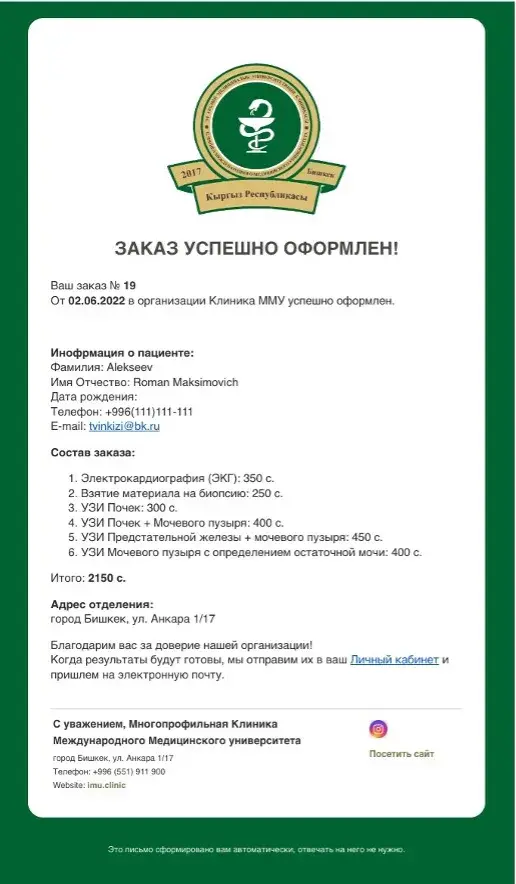 2017
Бишкек
Кыргыз Республикасы
ЗАКАЗ УСПЕШНО ОФОРМЛЕН!
Ваш заказ № 19
От 02.06.2022 в организации Клиника ММУ успешно оформлен.
Инофрмация о пациенте:
Фамилия: Alekseev
Имя Отчество: Roman Maksimovich
Дата рождения:
Телефон: +996(111)111-111
E-mail: tvinkizi@bk.ru
Состав заказа:
1. Электрокардиография (ЭКГ): 350 с.
2. Взятие материала на биопсию: 250 с.
3. УЗИ Почек: 300 с.
4. УЗИ Почек + Мочевого пузыря: 400 с.
5. УЗИ Предстательной железы + мочевого пузыря: 450 с.
6. УЗИ Мочевого пузыря с определением остаточной мочи: 400 с.
Итого: 2150 с.
Адрес отделения:
город Бишкек, ул. Анкара 1/17
Благодарим вас за доверие нашей организации!
Когда результаты будут готовы, мы отправим их в ваш Личный кабинет и
пришлем на электронную почту.
С уважением, Многопрофильная Клиника
Международного Медицинского университета
город Бишкек, ул. Анкара 1/17
Телефон: +996 (551) 911 900
Website: imu.clinic
Посетить сайт
Это письмо сформировано вам автоматически, отвечать на него не нужно.